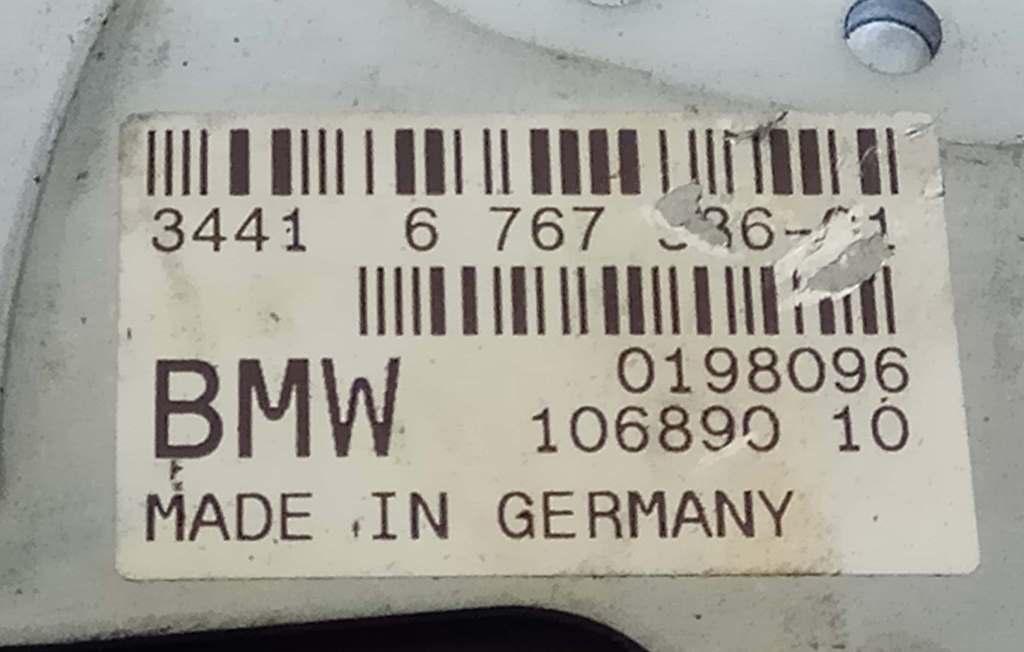 3441 6 767
0198096
BMW 106890 10
MADE IN GERMANY